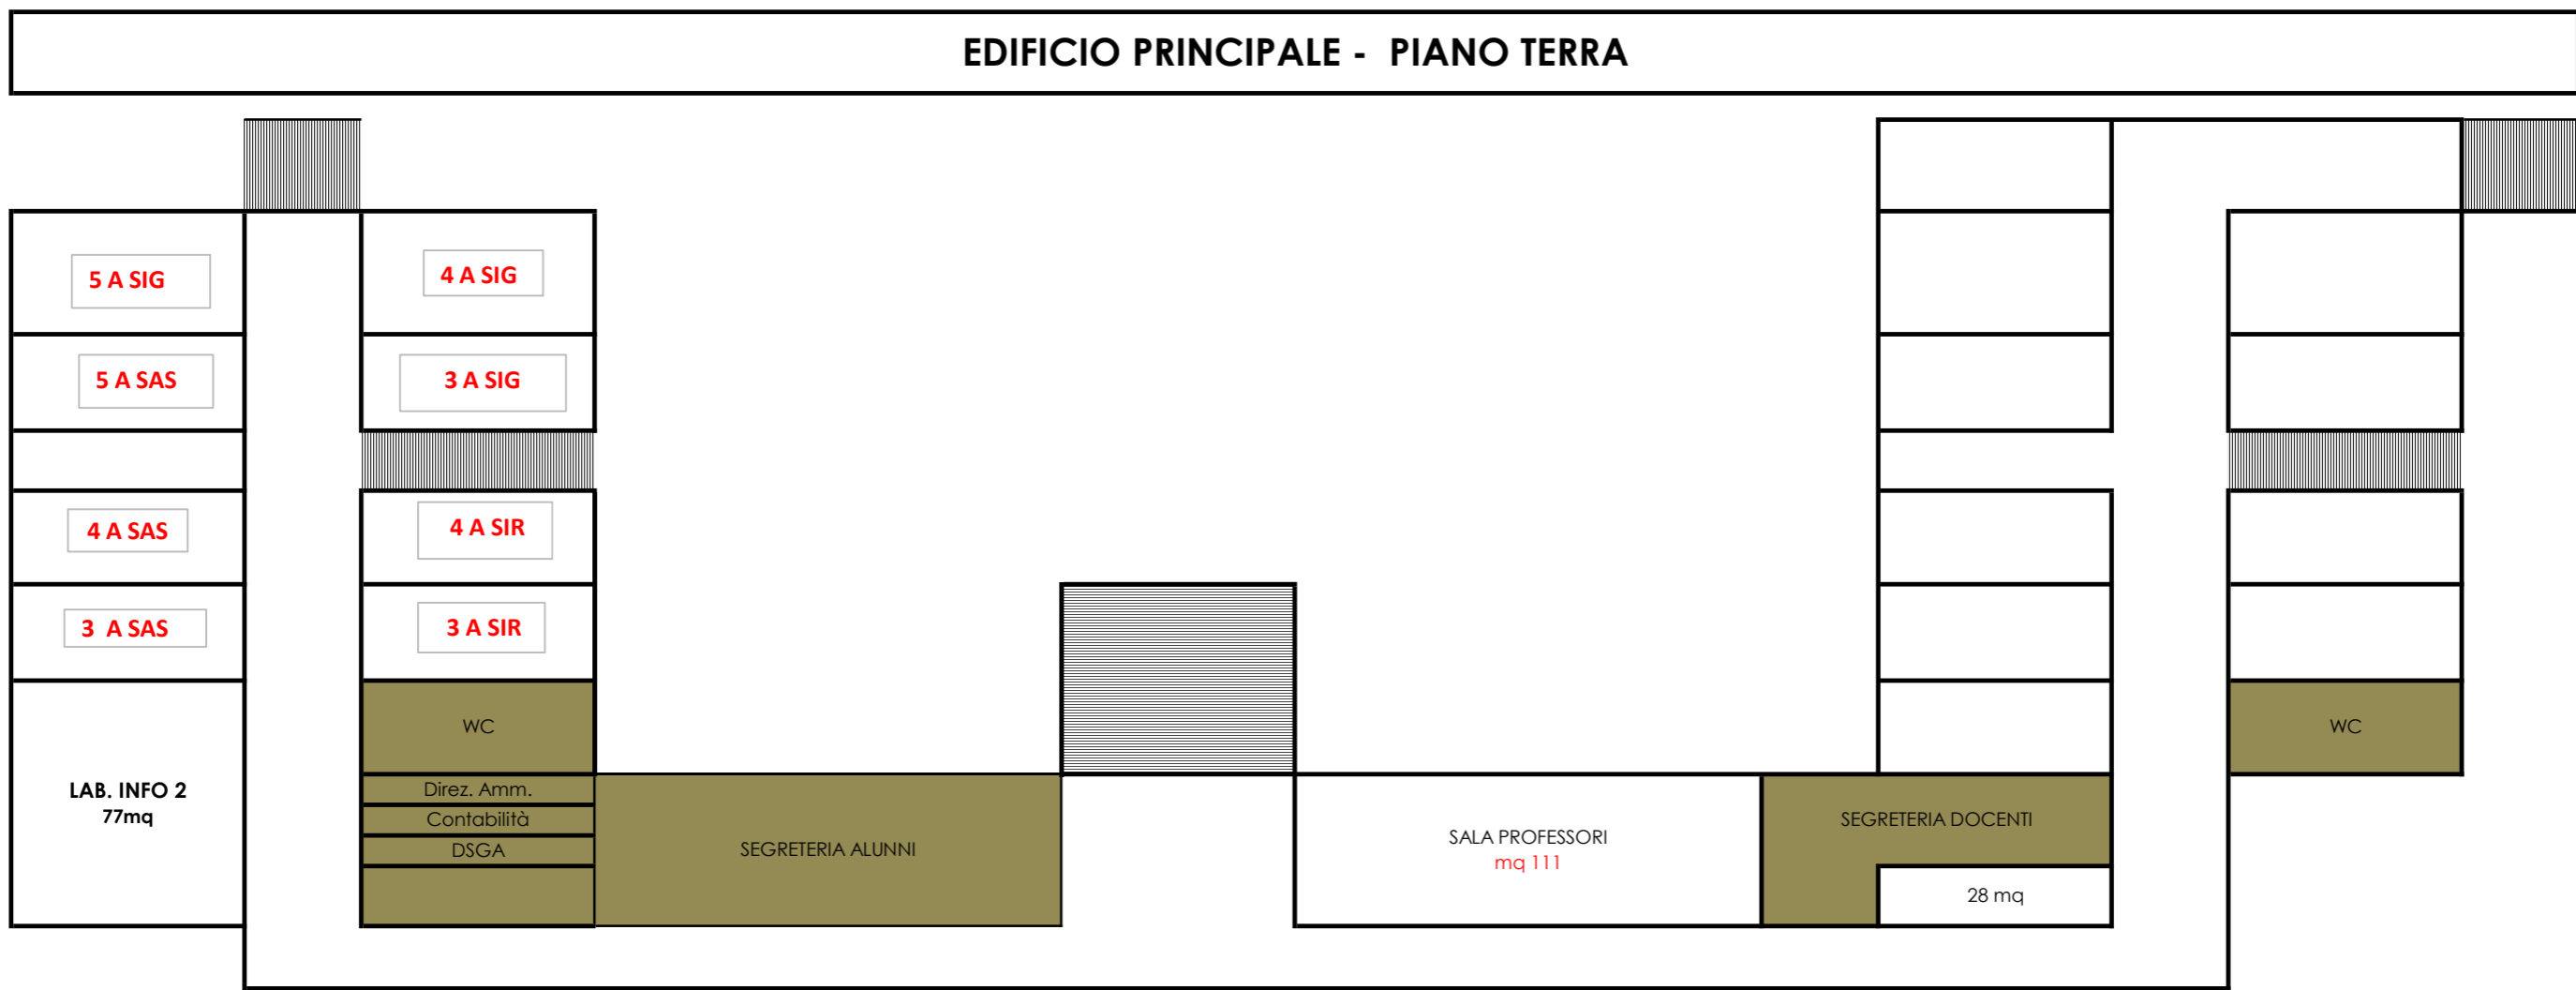 EDIFICIO PRINCIPALE - PIANO TERRA
5 A SIG
4 A SIG
5 A SAS
3 A SIG
4 A SAS
4 A SIR
3 A SAS
3 A SIR
WC
WC
LAB. INFO 2
77mq
Direz. Amm.
Contabilità
DSGA
SEGRETERIA ALUNNI
SALA PROFESSORI
mq 111
SEGRETERIA DOCENTI
28 mq